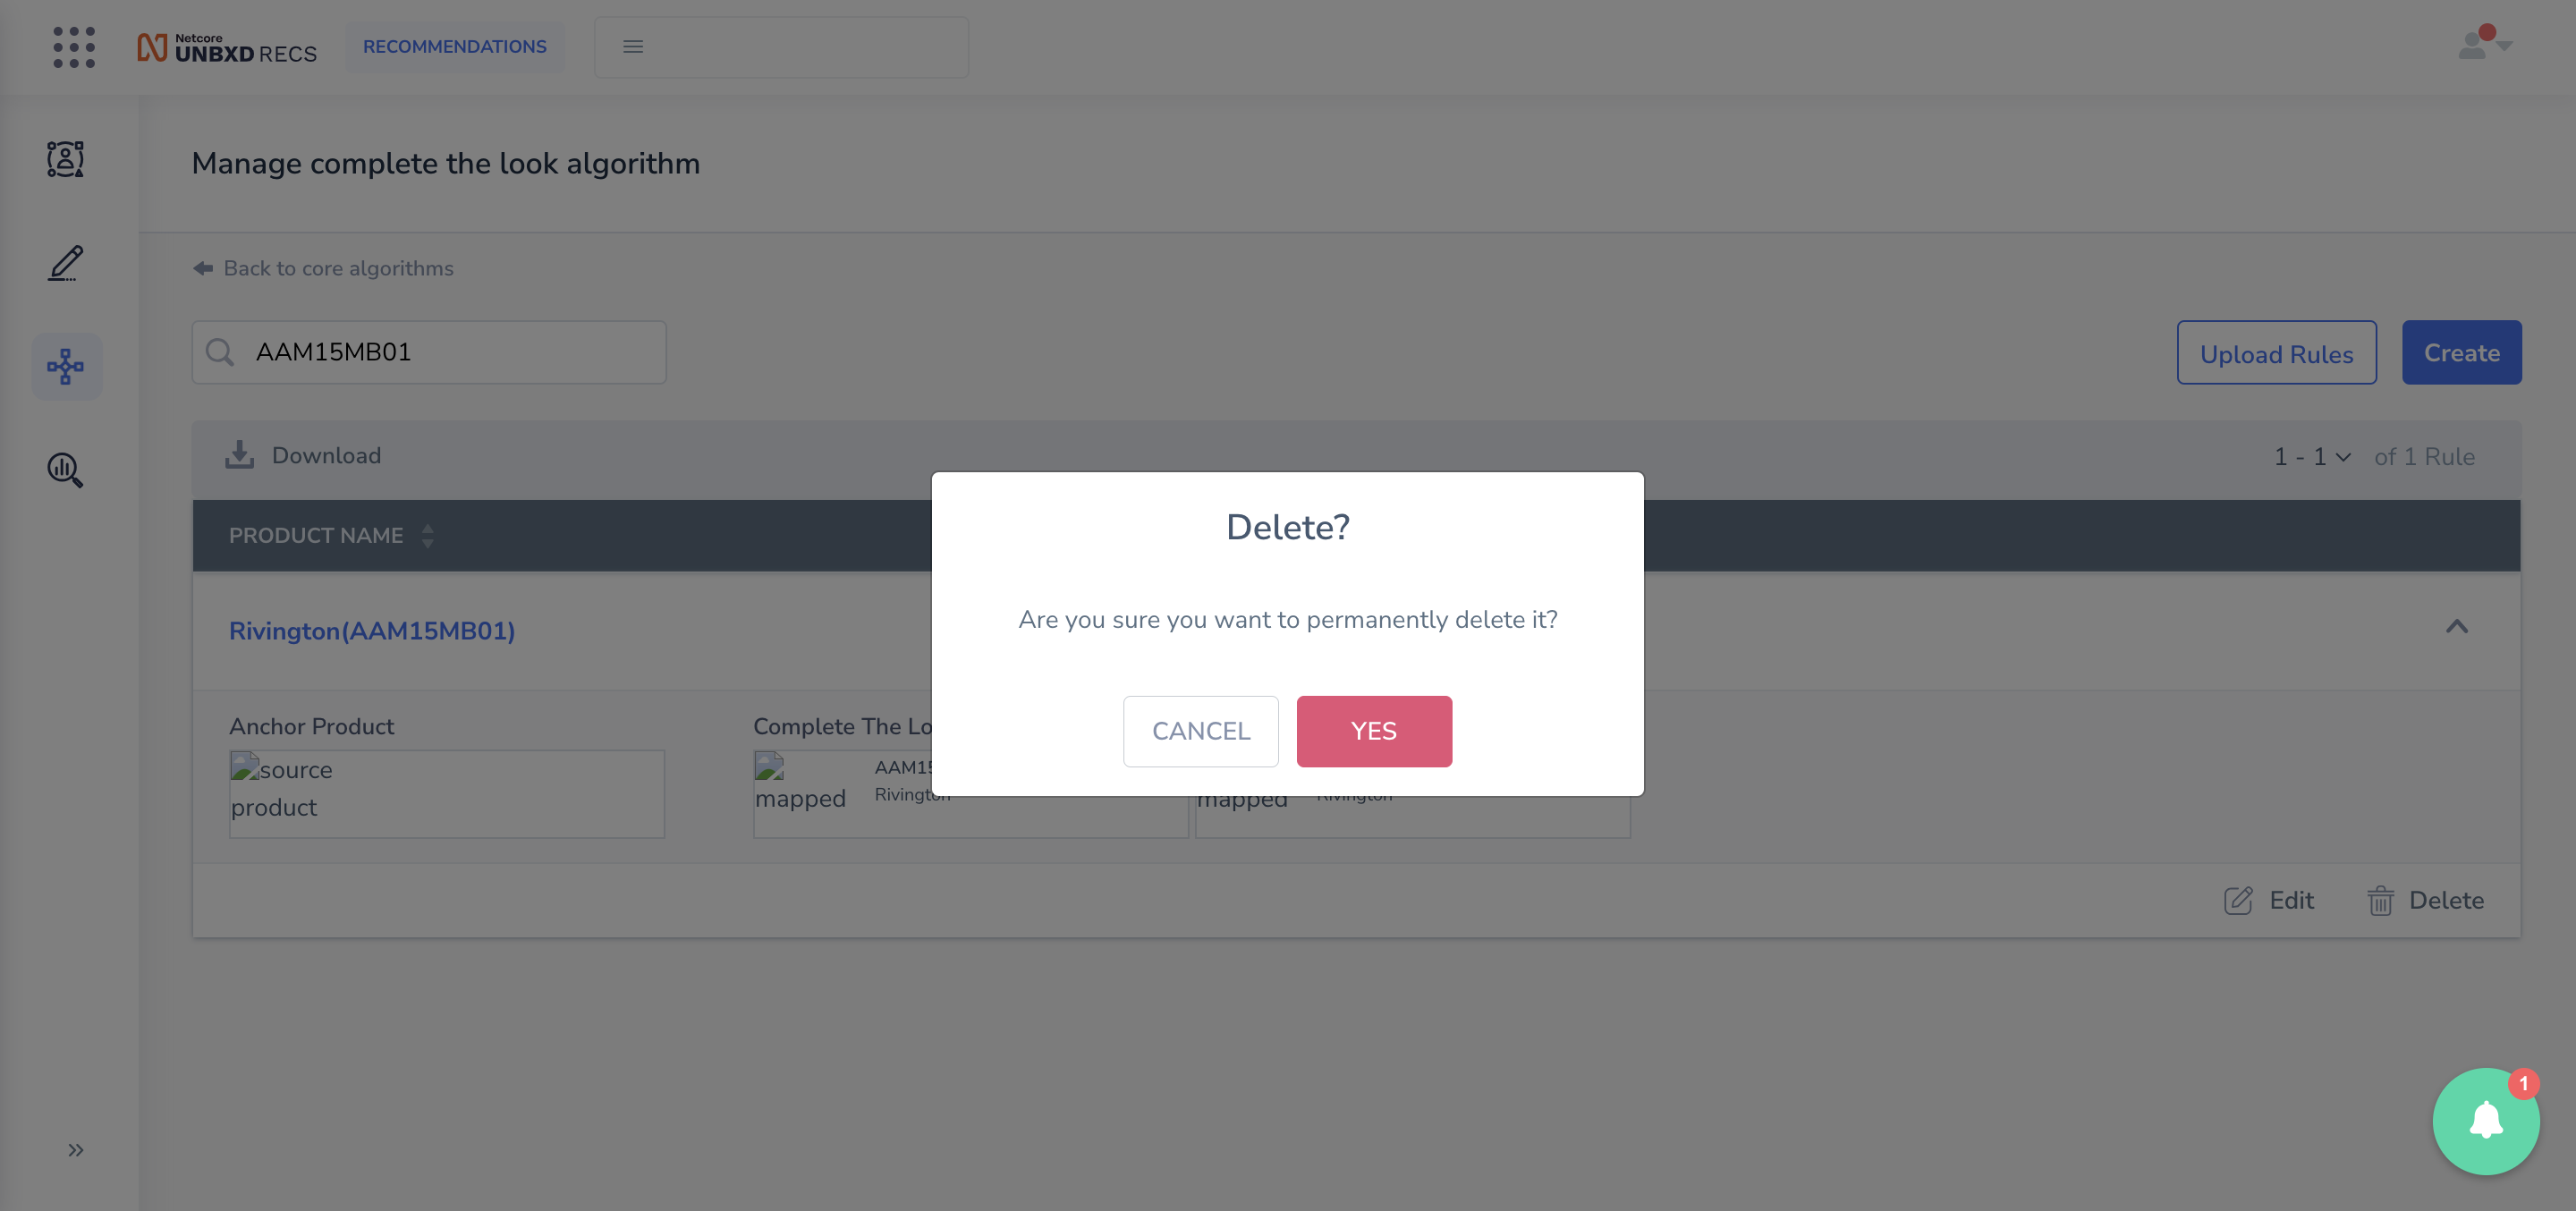 Netcore
UNBXD RECS
RECOMMENDATIONS
Manage complete the look algorithm
Back to core algorithms
AAM15MB01
Upload Rules
Create
Download
1 - 1
of 1 Rule
PRODUCT NAME
Rivington(AAM15MB01)
Anchor Product
Complete The Lo
source
product
mapped
AAM15
Rivington
mapped
Rivington
Delete?
Are you sure you want to permanently delete it?
CANCEL
YES
Edit
Delete
1